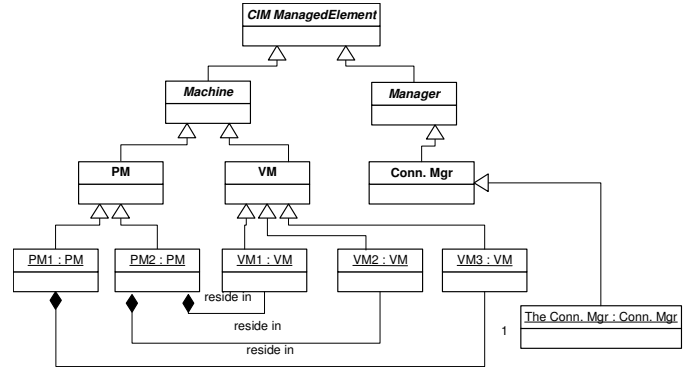 CIM ManagedElement
Machine
Manager
PM
VM
Conn. Mgr
PM1 : PM
PM2 : PM
VM1 : VM
VM2 : VM
VM3 : VM
reside in
reside in
reside in
1
The Conn. Mgr : Conn. Mgr